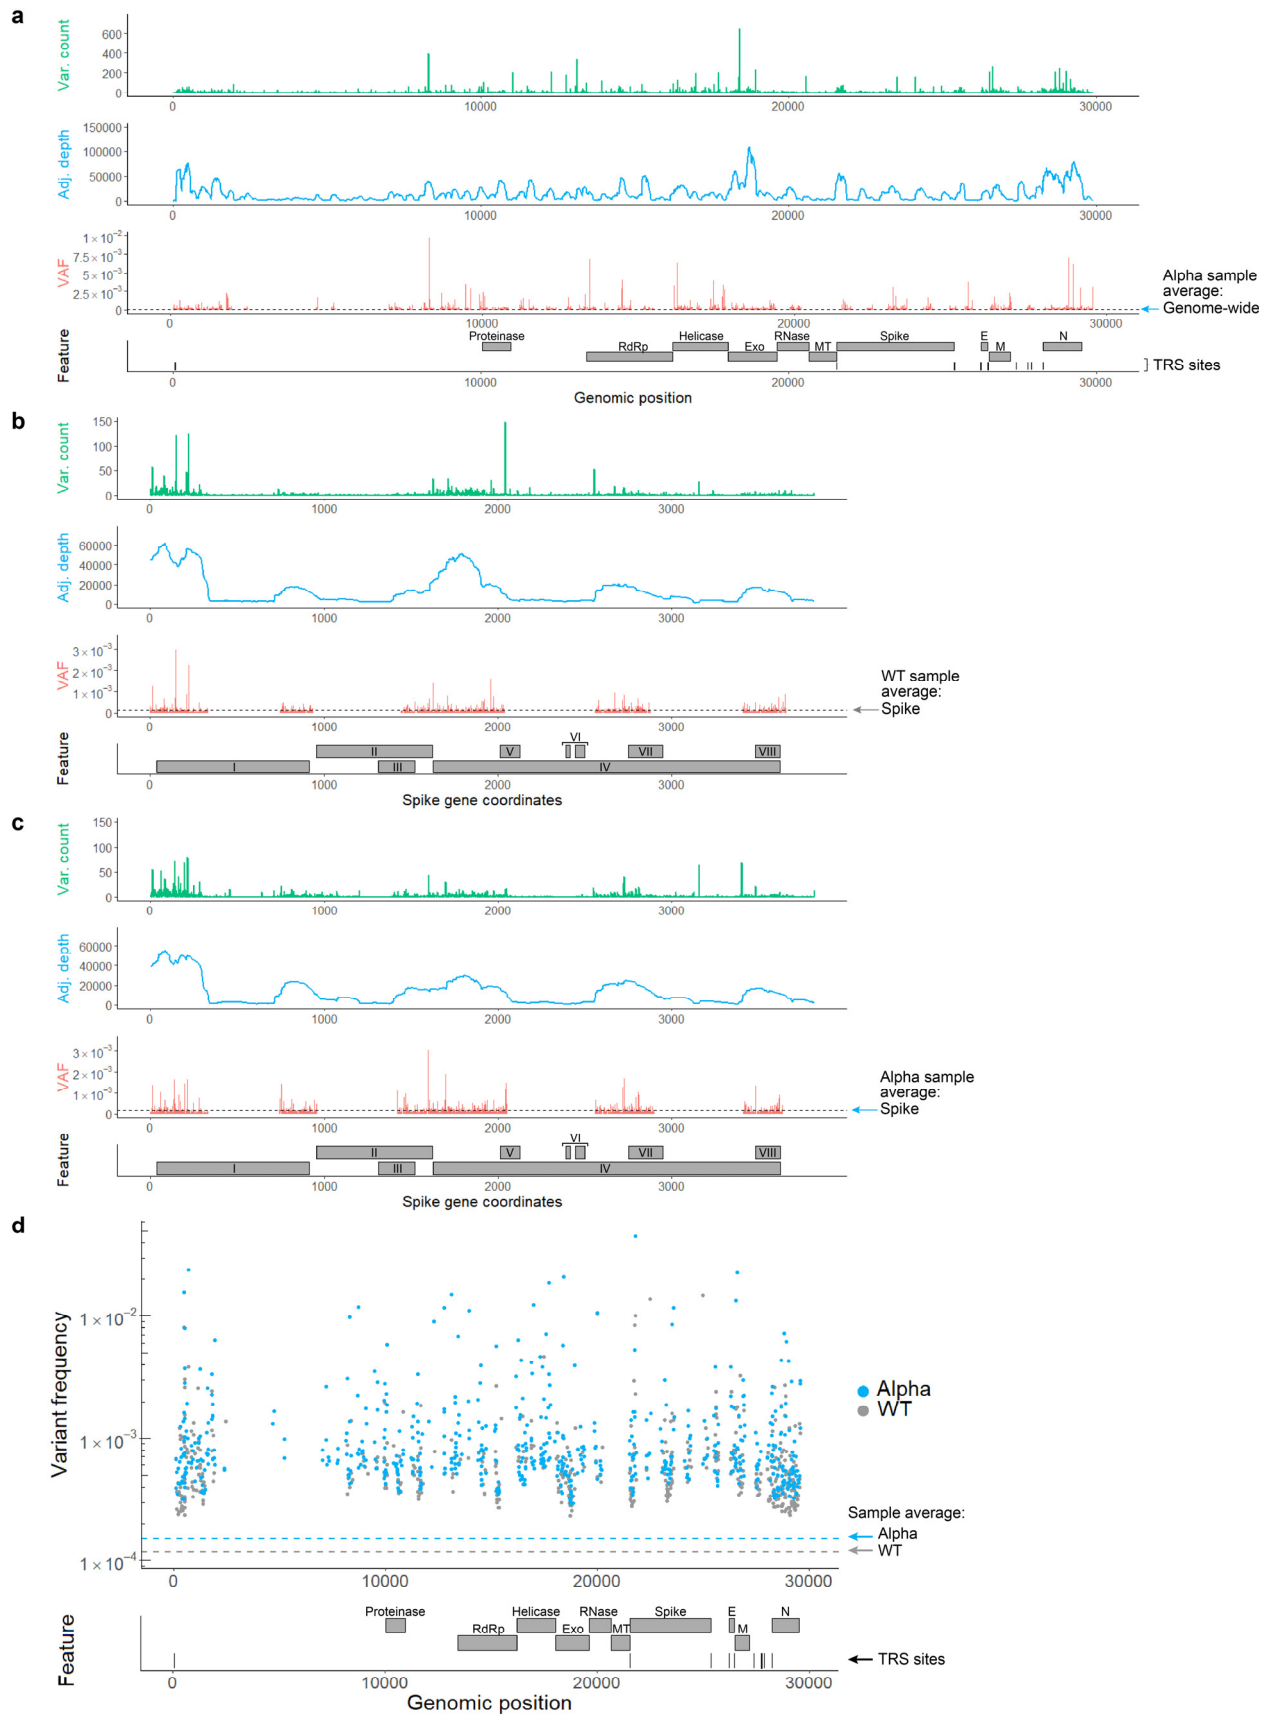 a
Var. count
600
400
200
0
0 10000 20000 30000
Adj. depth
150000
100000
50000
0
0 10000 20000 30000
VAF
1 × 10⁻²
7.5 × 10⁻³
5 × 10⁻³
2.5 × 10⁻³
0
0 10000 20000 30000
Alpha sample
average:
Genome-wide
Feature
Proteinase Helicase RNase Spike E N
RdRp Exo MT M
TRS sites
0 10000 20000 30000
Genomic position
b
Var. count
150
100
50
0
0 1000 2000 3000
Adj. depth
60000
40000
20000
0
0 1000 2000 3000
VAF
3 × 10⁻³
2 × 10⁻³
1 × 10⁻³
0
0 1000 2000 3000
WT sample
average:
Spike
Feature
VI
II V VII VIII
I III IV
0 1000 2000 3000
Spike gene coordinates
c
Var. count
150
100
50
0
0 1000 2000 3000
Adj. depth
60000
40000
20000
0
0 1000 2000 3000
VAF
3 × 10⁻³
2 × 10⁻³
1 × 10⁻³
0
0 1000 2000 3000
Alpha sample
average:
Spike
Feature
VI
II V VII VIII
I III IV
0 1000 2000 3000
Spike gene coordinates
d
Variant frequency
1 × 10⁻²
1 × 10⁻³
1 × 10⁻⁴
0 10000 20000 30000
Alpha
WT
Sample average:
Alpha
WT
Feature
Proteinase Helicase RNase Spike E N
RdRp Exo MT M
TRS sites
0 10000 20000 30000
Genomic position